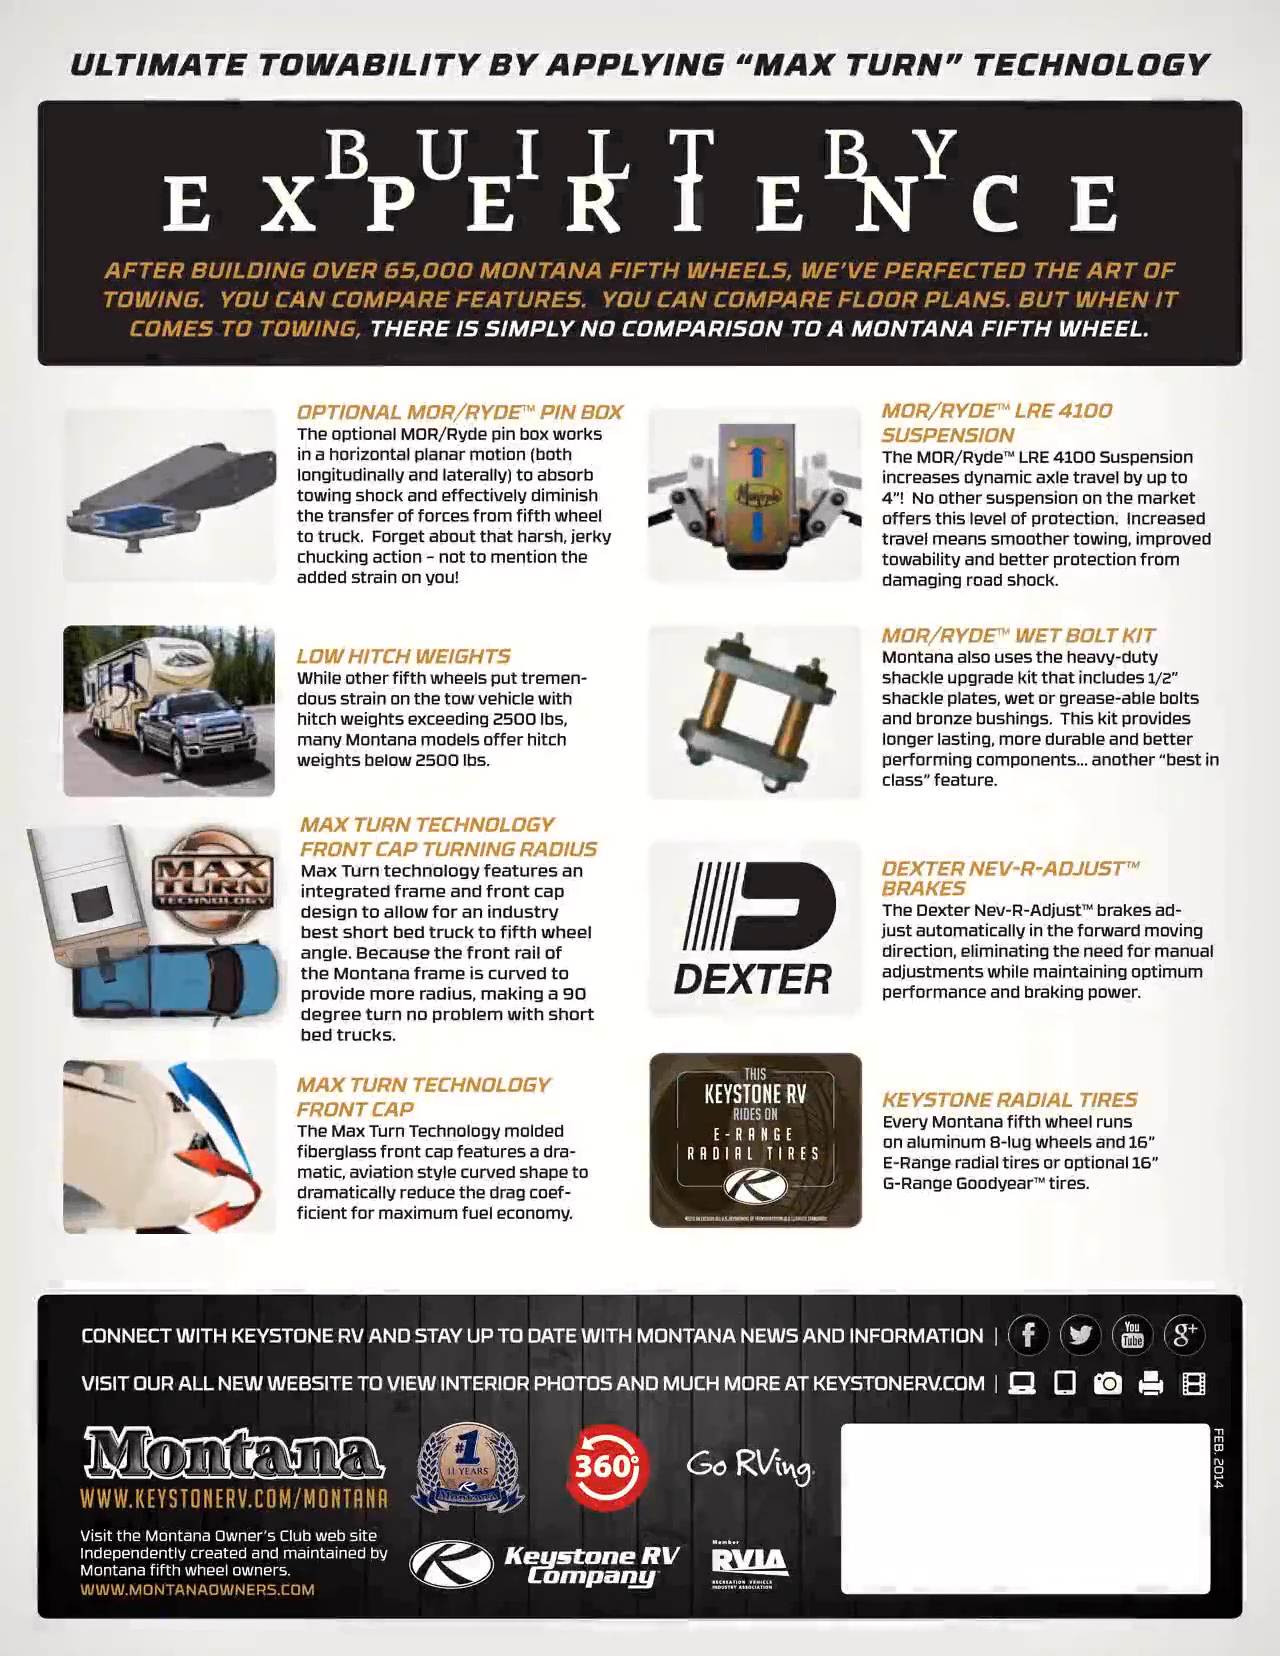 ULTIMATE TOWABILITY BY APPLYING “MAX TURN” TECHNOLOGY
BUILT BY
EXPERIENCE
AFTER BUILDING OVER 65,000 MONTANA FIFTH WHEELS, WE’VE PERFECTED THE ART OF
TOWING. YOU CAN COMPARE FEATURES. YOU CAN COMPARE FLOOR PLANS. BUT WHEN IT
COMES TO TOWING, THERE IS SIMPLY NO COMPARISON TO A MONTANA FIFTH WHEEL.
OPTIONAL MOR/RYDE™ PIN BOX
The optional MOR/Ryde pin box works
in a horizontal planar motion (both
longitudinally and laterally) to absorb
towing shock and effectively diminish
the transfer of forces from fifth wheel
to truck. Forget about that harsh, jerky
chucking action – not to mention the
added strain on you!
LOW HITCH WEIGHTS
While other fifth wheels put tremen-
dous strain on the tow vehicle with
hitch weights exceeding 2500 lbs,
many Montana models offer hitch
weights below 2500 lbs.
MAX
TURN
TECHNOLOGY
MAX TURN TECHNOLOGY
FRONT CAP TURNING RADIUS
Max Turn technology features an
integrated frame and front cap
design to allow for an industry
best short bed truck to fifth wheel
angle. Because the front rail of
the Montana frame is curved to
provide more radius, making a 90
degree turn no problem with short
bed trucks.
MAX TURN TECHNOLOGY
FRONT CAP
The Max Turn Technology molded
fiberglass front cap features a dra-
matic, aviation style curved shape to
dramatically reduce the drag coef-
ficient for maximum fuel economy.
MOR/RYDE™ LRE 4100
SUSPENSION
The MOR/Ryde™ LRE 4100 Suspension
increases dynamic axle travel by up to
4”! No other suspension on the market
offers this level of protection. Increased
travel means smoother towing, improved
towability and better protection from
damaging road shock.
MOR/RYDE™ WET BOLT KIT
Montana also uses the heavy-duty
shackle upgrade kit that includes 1/2”
shackle plates, wet or grease-able bolts
and bronze bushings. This kit provides
longer lasting, more durable and better
performing components... another “best in
class” feature.
DEXTER
DEXTER NEV-R-ADJUST™
BRAKES
The Dexter Nev-R-Adjust™ brakes ad-
just automatically in the forward moving
direction, eliminating the need for manual
adjustments while maintaining optimum
performance and braking power.
THIS
KEYSTONE RV
RIDES ON
E-RANGE
RADIAL TIRES
KEYSTONE RADIAL TIRES
Every Montana fifth wheel runs
on aluminum 8-lug wheels and 16”
E-Range radial tires or optional 16”
G-Range Goodyear™ tires.
CONNECT WITH KEYSTONE RV AND STAY UP TO DATE WITH MONTANA NEWS AND INFORMATION |
You
Tube
g+
VISIT OUR ALL NEW WEBSITE TO VIEW INTERIOR PHOTOS AND MUCH MORE AT KEYSTONERV.COM |
Montana
WWW.KEYSTONERV.COM/MONTANA
Visit the Montana Owner’s Club web site
Independently created and maintained by
Montana fifth wheel owners.
WWW.MONTANAOWNERS.COM
#1
11 YEARS
Montana
360°
Go RVing
Keystone RV
Company
Member
RVIA
RECREATION VEHICLE
INDUSTRY ASSOCIATION
FEB. 2014